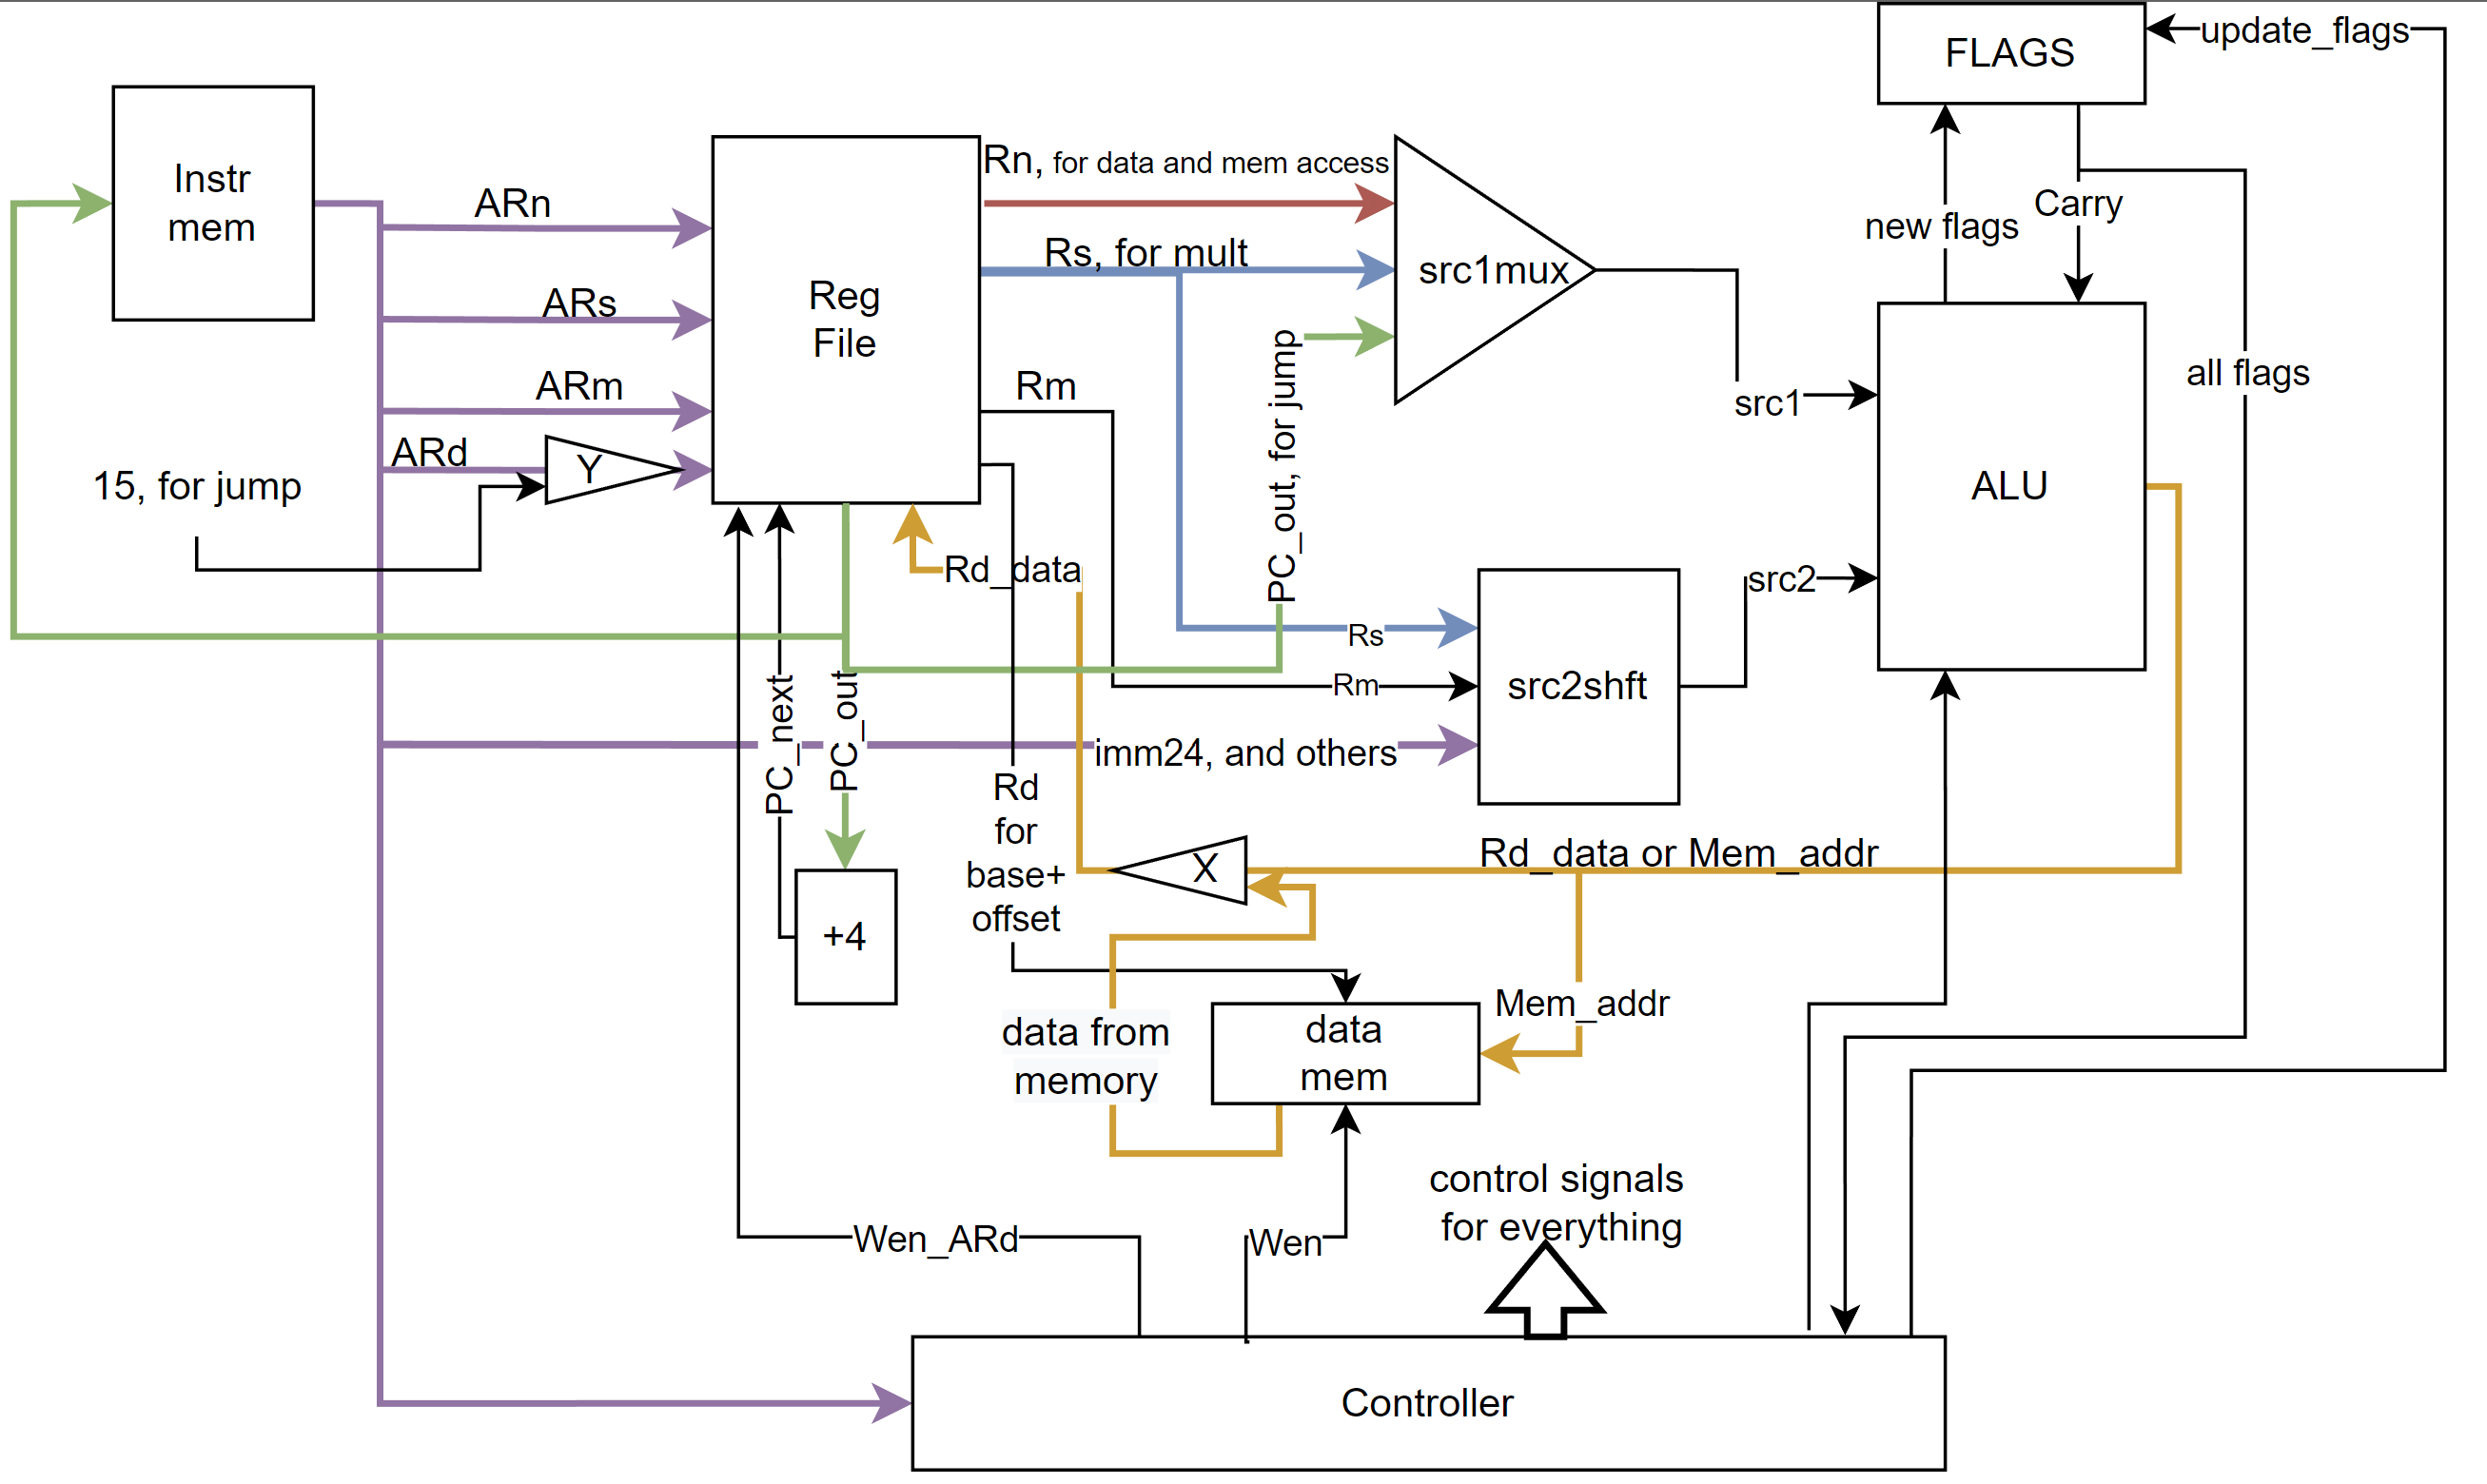 FLAGS
update_flags
Instr
mem
Rn, for data and mem access
ARn
Carry
new flags
Rs, for mult
src1mux
Reg
File
ARs
ARm
Rm
all flags
src1
ARd
Y
15, for jump
PC_out, for jump
ALU
Rd_data
src2
Rs
Rm
src2shft
PC_next
PC_out
imm24, and others
Rd
for
base+
offset
X
Rd_data or Mem_addr
+4
Mem_addr
data from
memory
data
mem
control signals
for everything
Wen_ARd
Wen
Controller